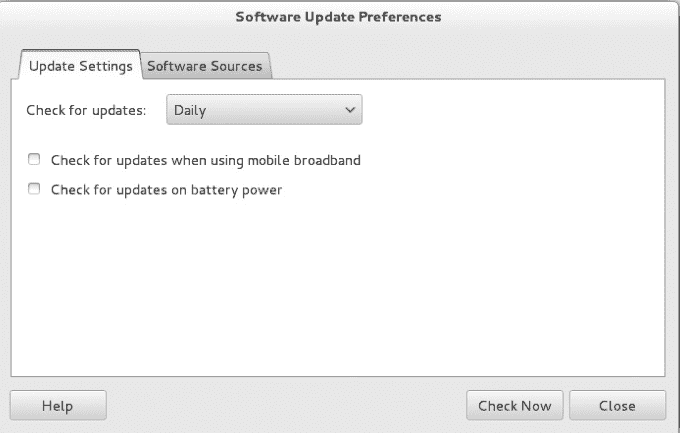 Software Update Preferences
Update Settings
Software Sources
Check for updates: Daily
Check for updates when using mobile broadband
Check for updates on battery power
Help
Check Now
Close